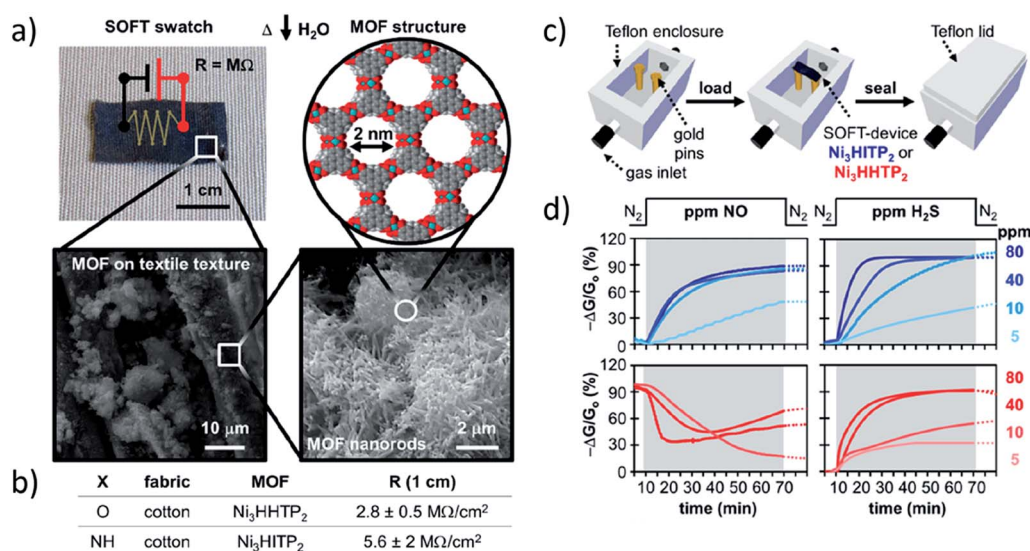 a)
SOFT swatch
Δ ↓ H₂O
MOF structure
R = MΩ
1 cm
2 nm
MOF on textile texture
10 μm
MOF nanorods
2 μm
b)
X fabric MOF R (1 cm)
O cotton Ni₃HHTP₂ 2.8 ± 0.5 MΩ/cm²
NH cotton Ni₃HITP₂ 5.6 ± 2 MΩ/cm²
c)
Teflon enclosure
Teflon lid
load
seal
gold
pins
gas inlet
SOFT-device
Ni₃HITP₂ or
Ni₃HHTP₂
d)
N₂ ppm NO N₂
N₂ ppm H₂S N₂
ppm
-ΔG/G₀ (%)
120
90
60
30
0
80
40
10
5
-ΔG/G₀ (%)
120
90
60
30
0
80
40
10
5
5 10 20 30 40 50 60 70
time (min)
5 10 20 30 40 50 60 70
time (min)